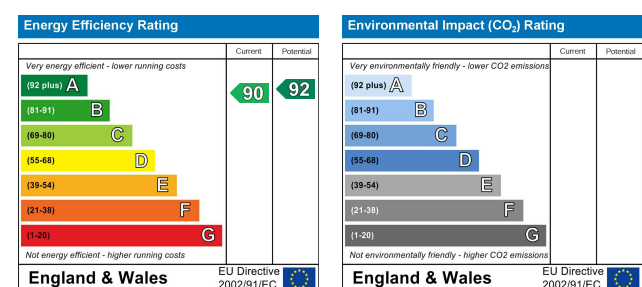 Energy Efficiency Rating
Current Potential
Very energy efficient - lower running costs
(92 plus) A
(81-91) B
90 92
(69-80) C
(55-68) D
(39-54) E
(21-38) F
(1-20) G
Not energy efficient - higher running costs
England & Wales
EU Directive
2002/91/EC
Environmental Impact (CO₂) Rating
Current Potential
Very environmentally friendly - lower CO2 emissions
(92 plus) A
(81-91) B
(69-80) C
(55-68) D
(39-54) E
(21-38) F
(1-20) G
Not environmentally friendly - higher CO2 emissions
England & Wales
EU Directive
2002/91/EC